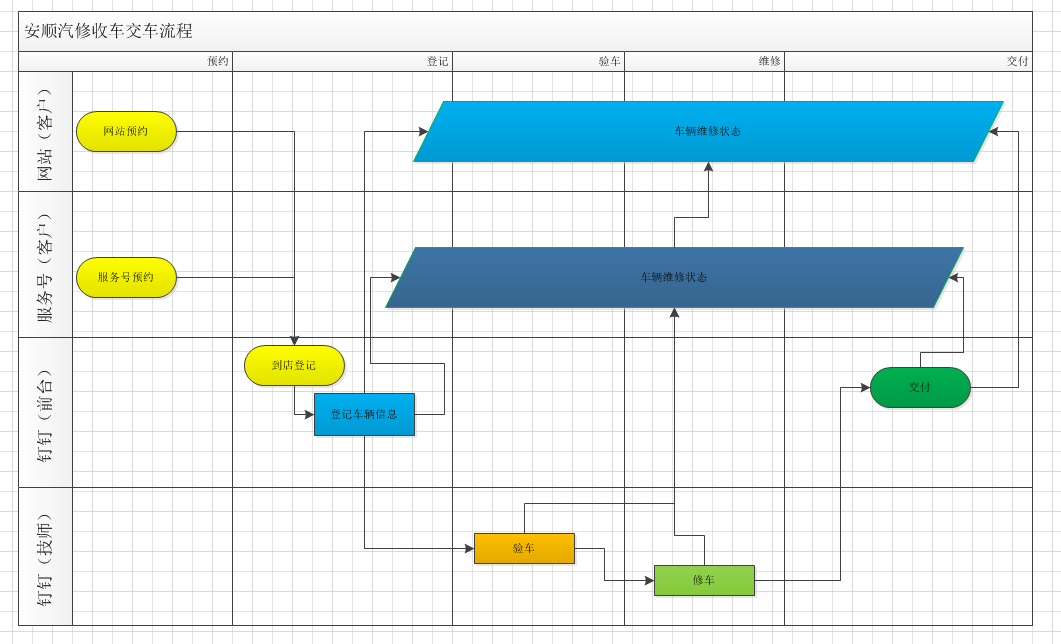 安顺汽修收车交车流程
预约
登记
验车
维修
交付
网站（客户）
网站预约
车辆维修状态
服务号（客户）
服务号预约
车辆维修状态
钉钉（前台）
到店登记
登记车辆信息
交付
钉钉（技师）
验车
修车